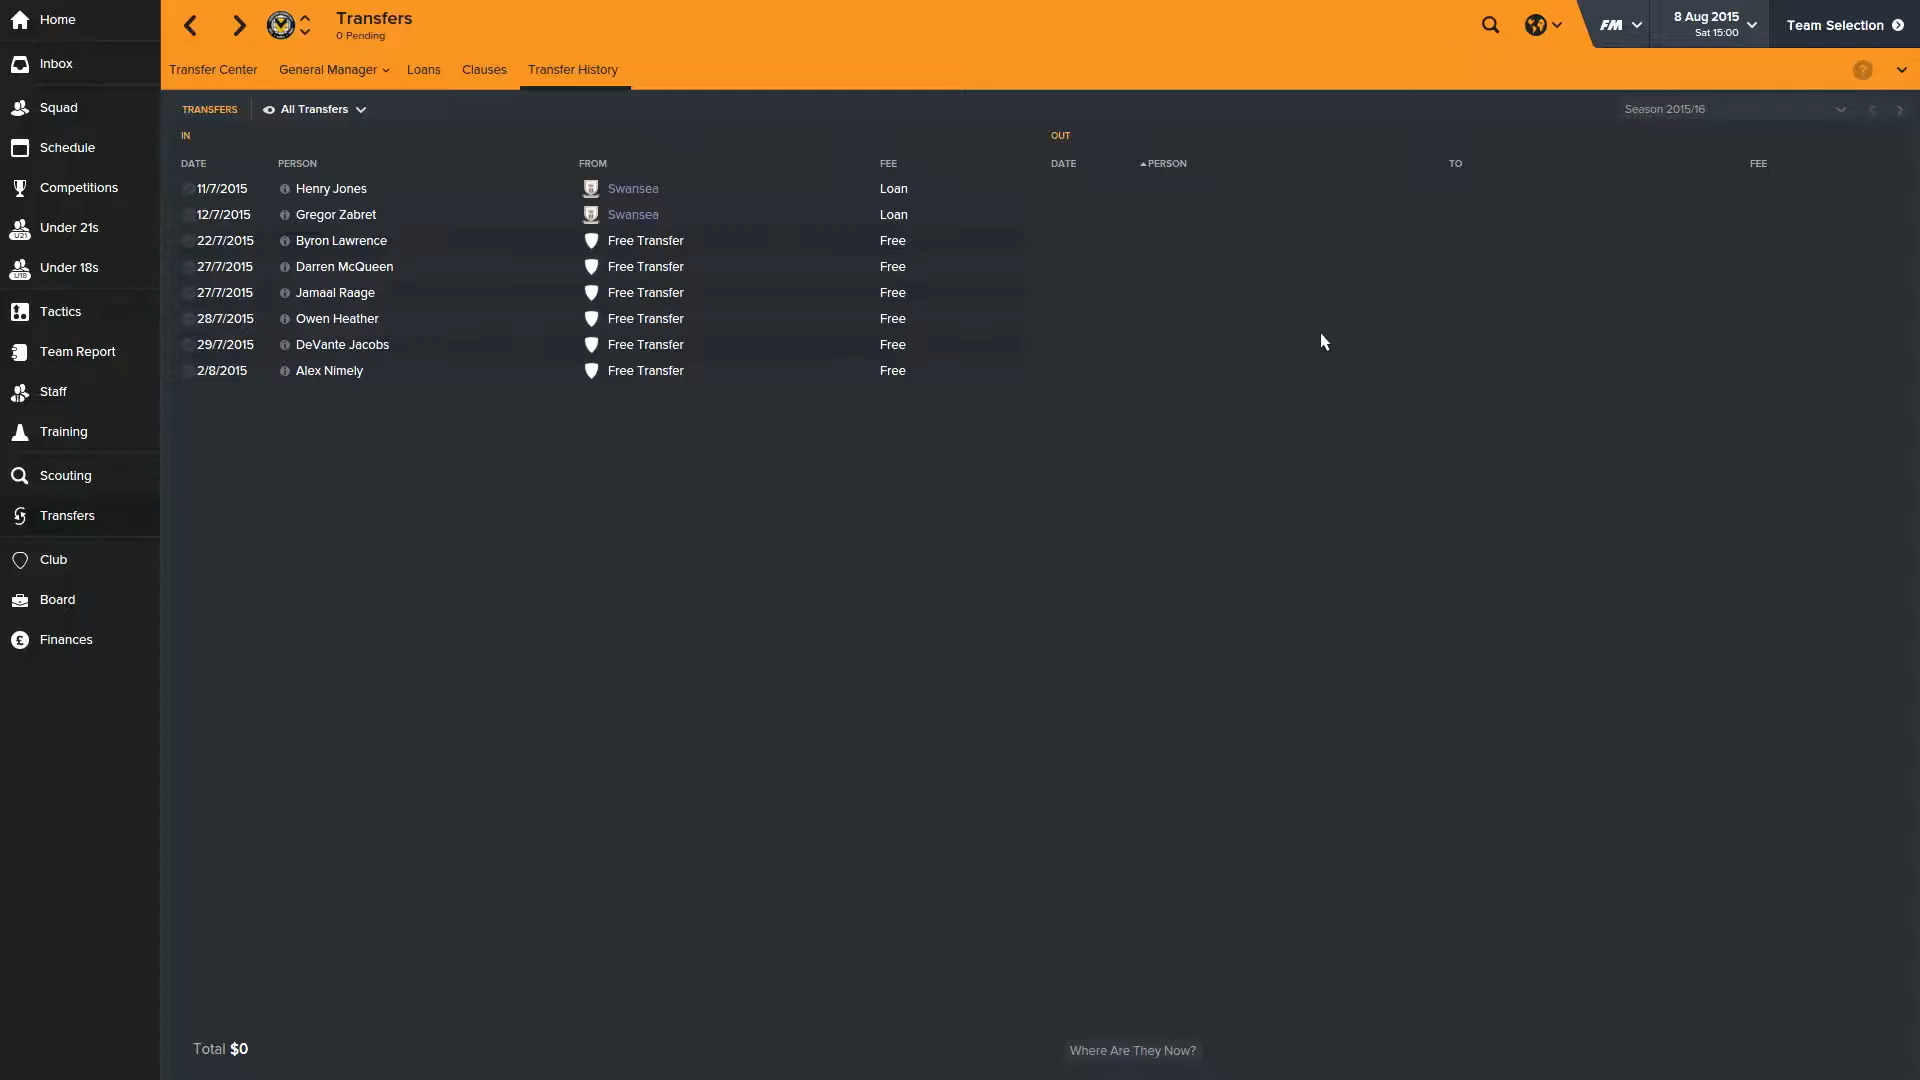 Home
Inbox
Squad
Schedule
Competitions
U21
Under 21s
U18
Under 18s
Tactics
Team Report
Staff
Training
Scouting
Transfers
Club
Board
£ Finances
Transfers
0 Pending
FM
8 Aug 2015
Sat 15:00
Team Selection
Transfer Center General Manager Loans Clauses Transfer History
?
TRANSFERS All Transfers Season 2015/16
IN OUT
DATE PERSON FROM FEE DATE PERSON TO FEE
11/7/2015 Henry Jones Swansea Loan
12/7/2015 Gregor Zabret Swansea Loan
22/7/2015 Byron Lawrence Free Transfer Free
27/7/2015 Darren McQueen Free Transfer Free
27/7/2015 Jamaal Raage Free Transfer Free
28/7/2015 Owen Heather Free Transfer Free
29/7/2015 DeVante Jacobs Free Transfer Free
2/8/2015 Alex Nimely Free Transfer Free
Total $0 Where Are They Now?